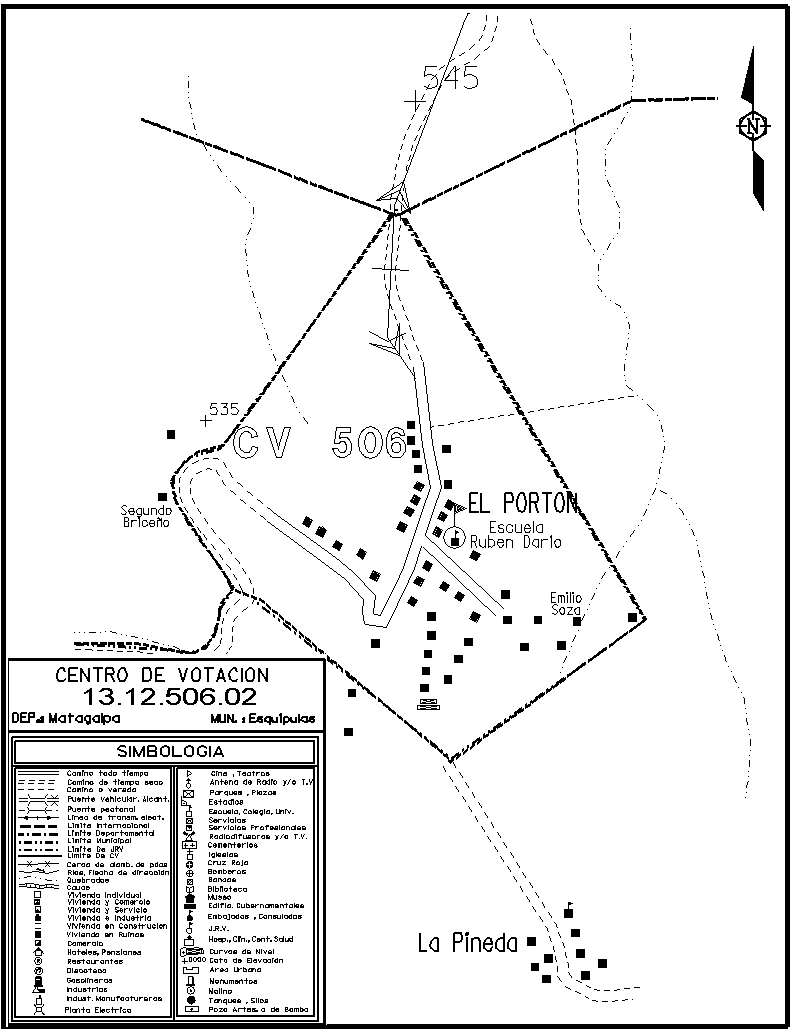 545
N
535
CV 506
EL PORTON
Segundo
Briceño
Escuela
Ruben Dario
Emilio
Soza
CENTRO DE VOTACION
13.12.506.02
DEP.: Matagalpa MUN. : Esquipulas
SIMBOLOGIA
Camino todo tiempo
Camino de tiempo seco
Camino o vereda
Puente vehicular, Alcant.
Puente peatonal
Linea de transm. elect.
Limite Internacional
Limite Departamental
Limite Municipal
Limite De JRV
Limite De CV
Cerca de alamb. de puas
Rios, Flecha de direccion
Quebradas
Cauce
Vivienda Individual
Vivienda y Comercio
Vivienda y Servicio
Vivienda e Industria
Vivienda en Construccion
Vivienda en Ruinas
Comercio
Hoteles, Pensiones
Restaurantes
Discoteca
Gasolineras
Industrias
Indust. Manufactureras
Planta Electrica
Cine , Teatros
Antena de Radio y/o T.V
Parques , Plazas
Estadios
Escuela, Colegio, Univ.
Servicios
Servicios Profesionales
Radiodifusoras y/o T.V.
Cementerios
Iglesias
Cruz Roja
Bomberos
Bancos
Biblioteca
Museo
Edific. Gubernamentales
Embajadas , Consulados
J.R.V.
Hosp., Clin., Cent. Salud
Curvas de Nivel
Cota de Elevacion
Area Urbana
Monumentos
Molino
Tanques , Silos
Pozo Artes. o de Bomba
La Pineda